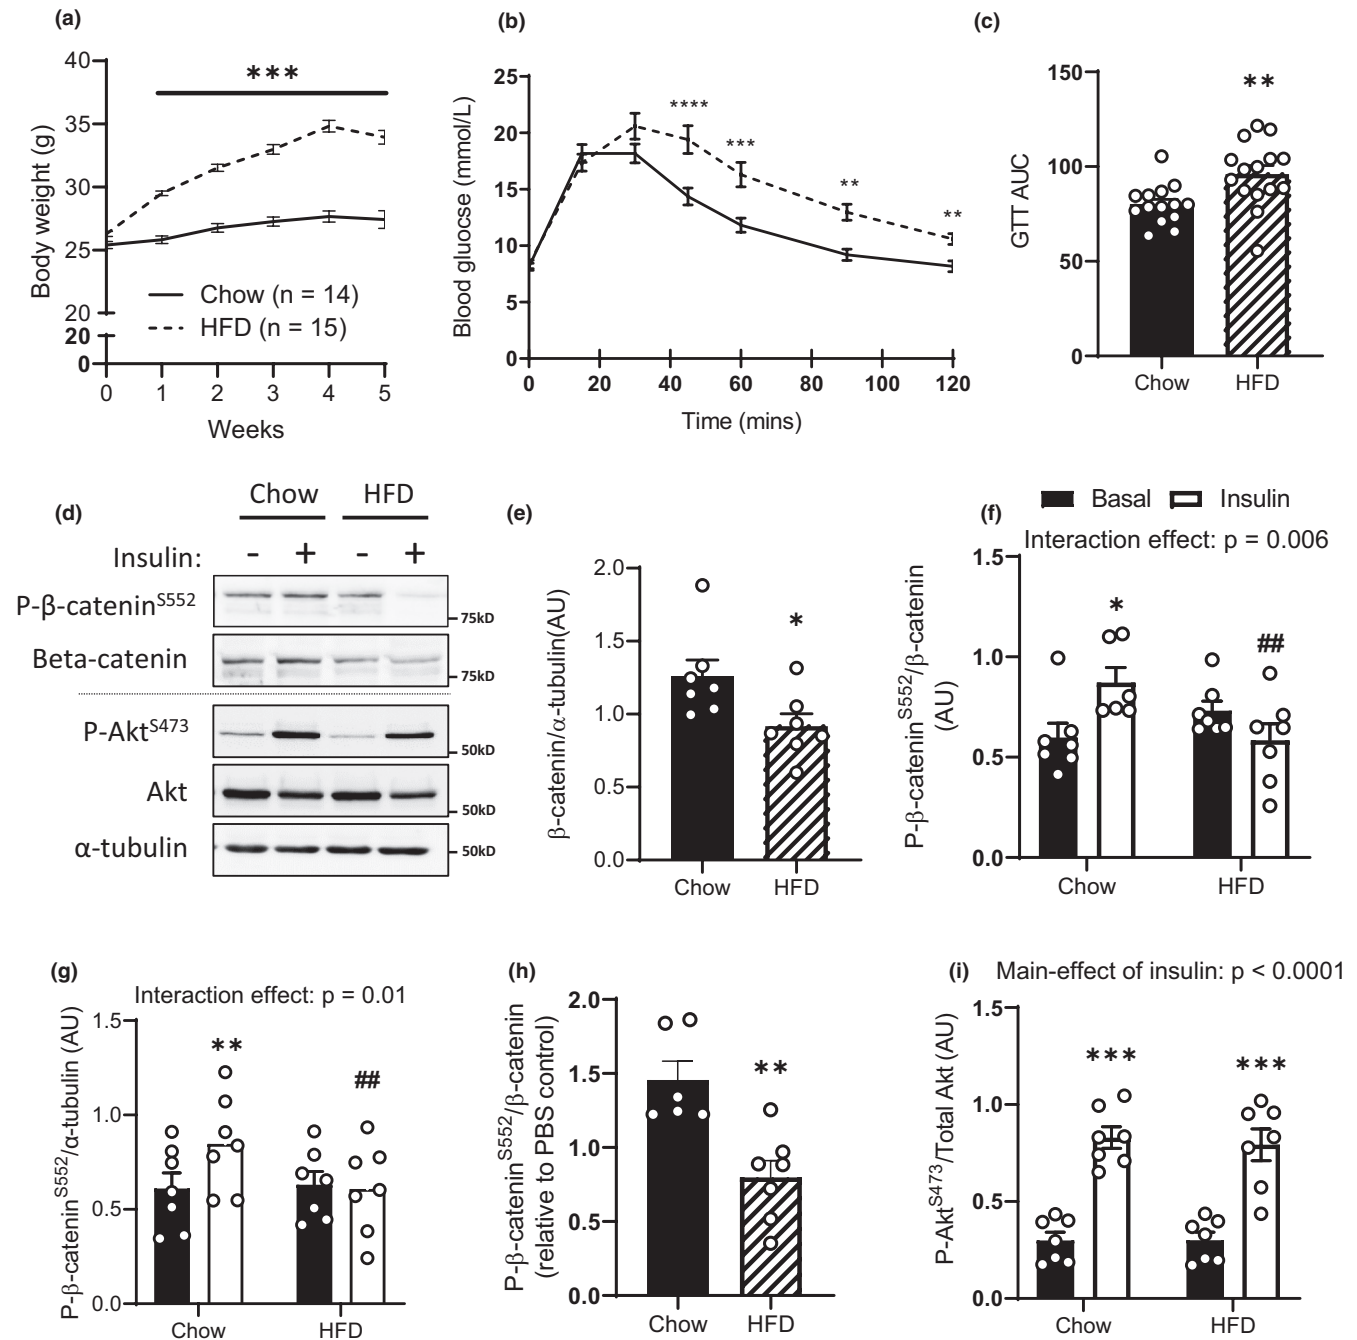 (a)
40
35
30
25
20
20
0
Body weight (g)
***
Chow (n = 14)
HFD (n = 15)
0 1 2 3 4 5
Weeks
(b)
25
20
15
10
5
0
Blood glucose (mmol/L)
****
***
**
**
0 20 40 60 80 100 120
Time (mins)
(c)
150
100
50
0
GTT AUC
**
Chow HFD
(d)
Chow HFD
Insulin: - + - +
P-β-catenin^S552
75kD
Beta-catenin
75kD
P-Akt^S473
50kD
Akt
50kD
α-tubulin
50kD
(e)
2.0
1.5
1.0
0.5
0.0
β-catenin/α-tubulin(AU)
*
Chow HFD
Basal Insulin
(f)
Interaction effect: p = 0.006
1.5
1.0
0.5
0.0
P-β-catenin^S552/β-catenin
(AU)
*
##
Chow HFD
(g)
Interaction effect: p = 0.01
1.5
1.0
0.5
0.0
P-β-catenin^S552/α-tubulin (AU)
**
##
Chow HFD
(h)
2.0
1.5
1.0
0.5
0.0
P-β-catenin^S552/β-catenin
(relative to PBS control)
**
Chow HFD
(i) Main-effect of insulin: p < 0.0001
1.5
1.0
0.5
0.0
P-Akt^S473/Total Akt (AU)
***
***
Chow HFD